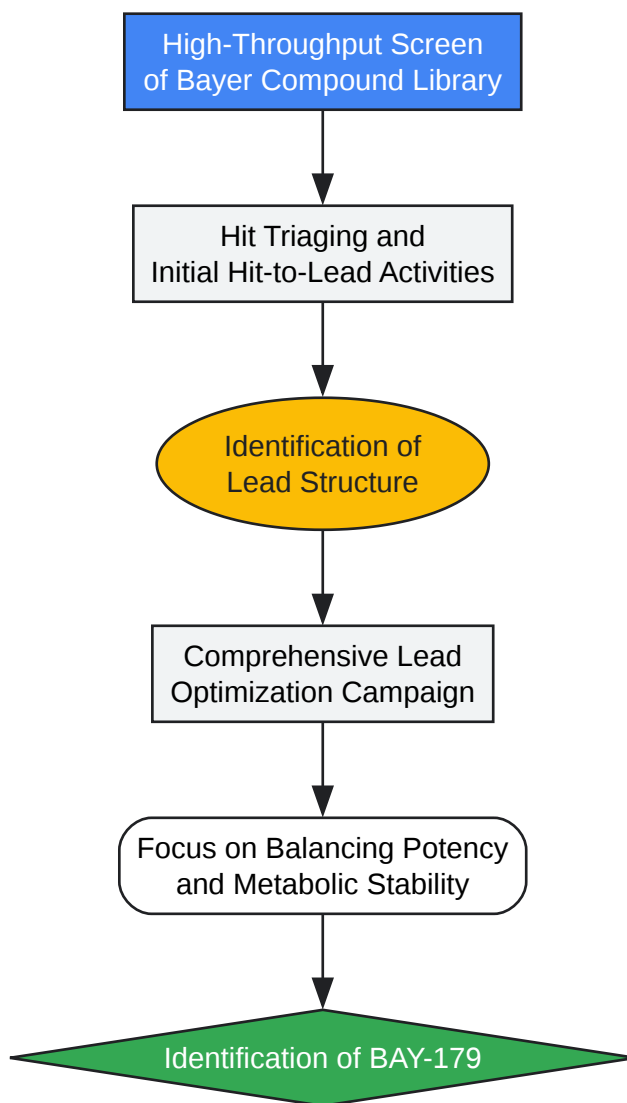 High-Throughput Screen
of Bayer Compound Library
Hit Triaging and
Initial Hit-to-Lead Activities
Identification of
Lead Structure
Comprehensive Lead
Optimization Campaign
Focus on Balancing Potency
and Metabolic Stability
Identification of BAY-179